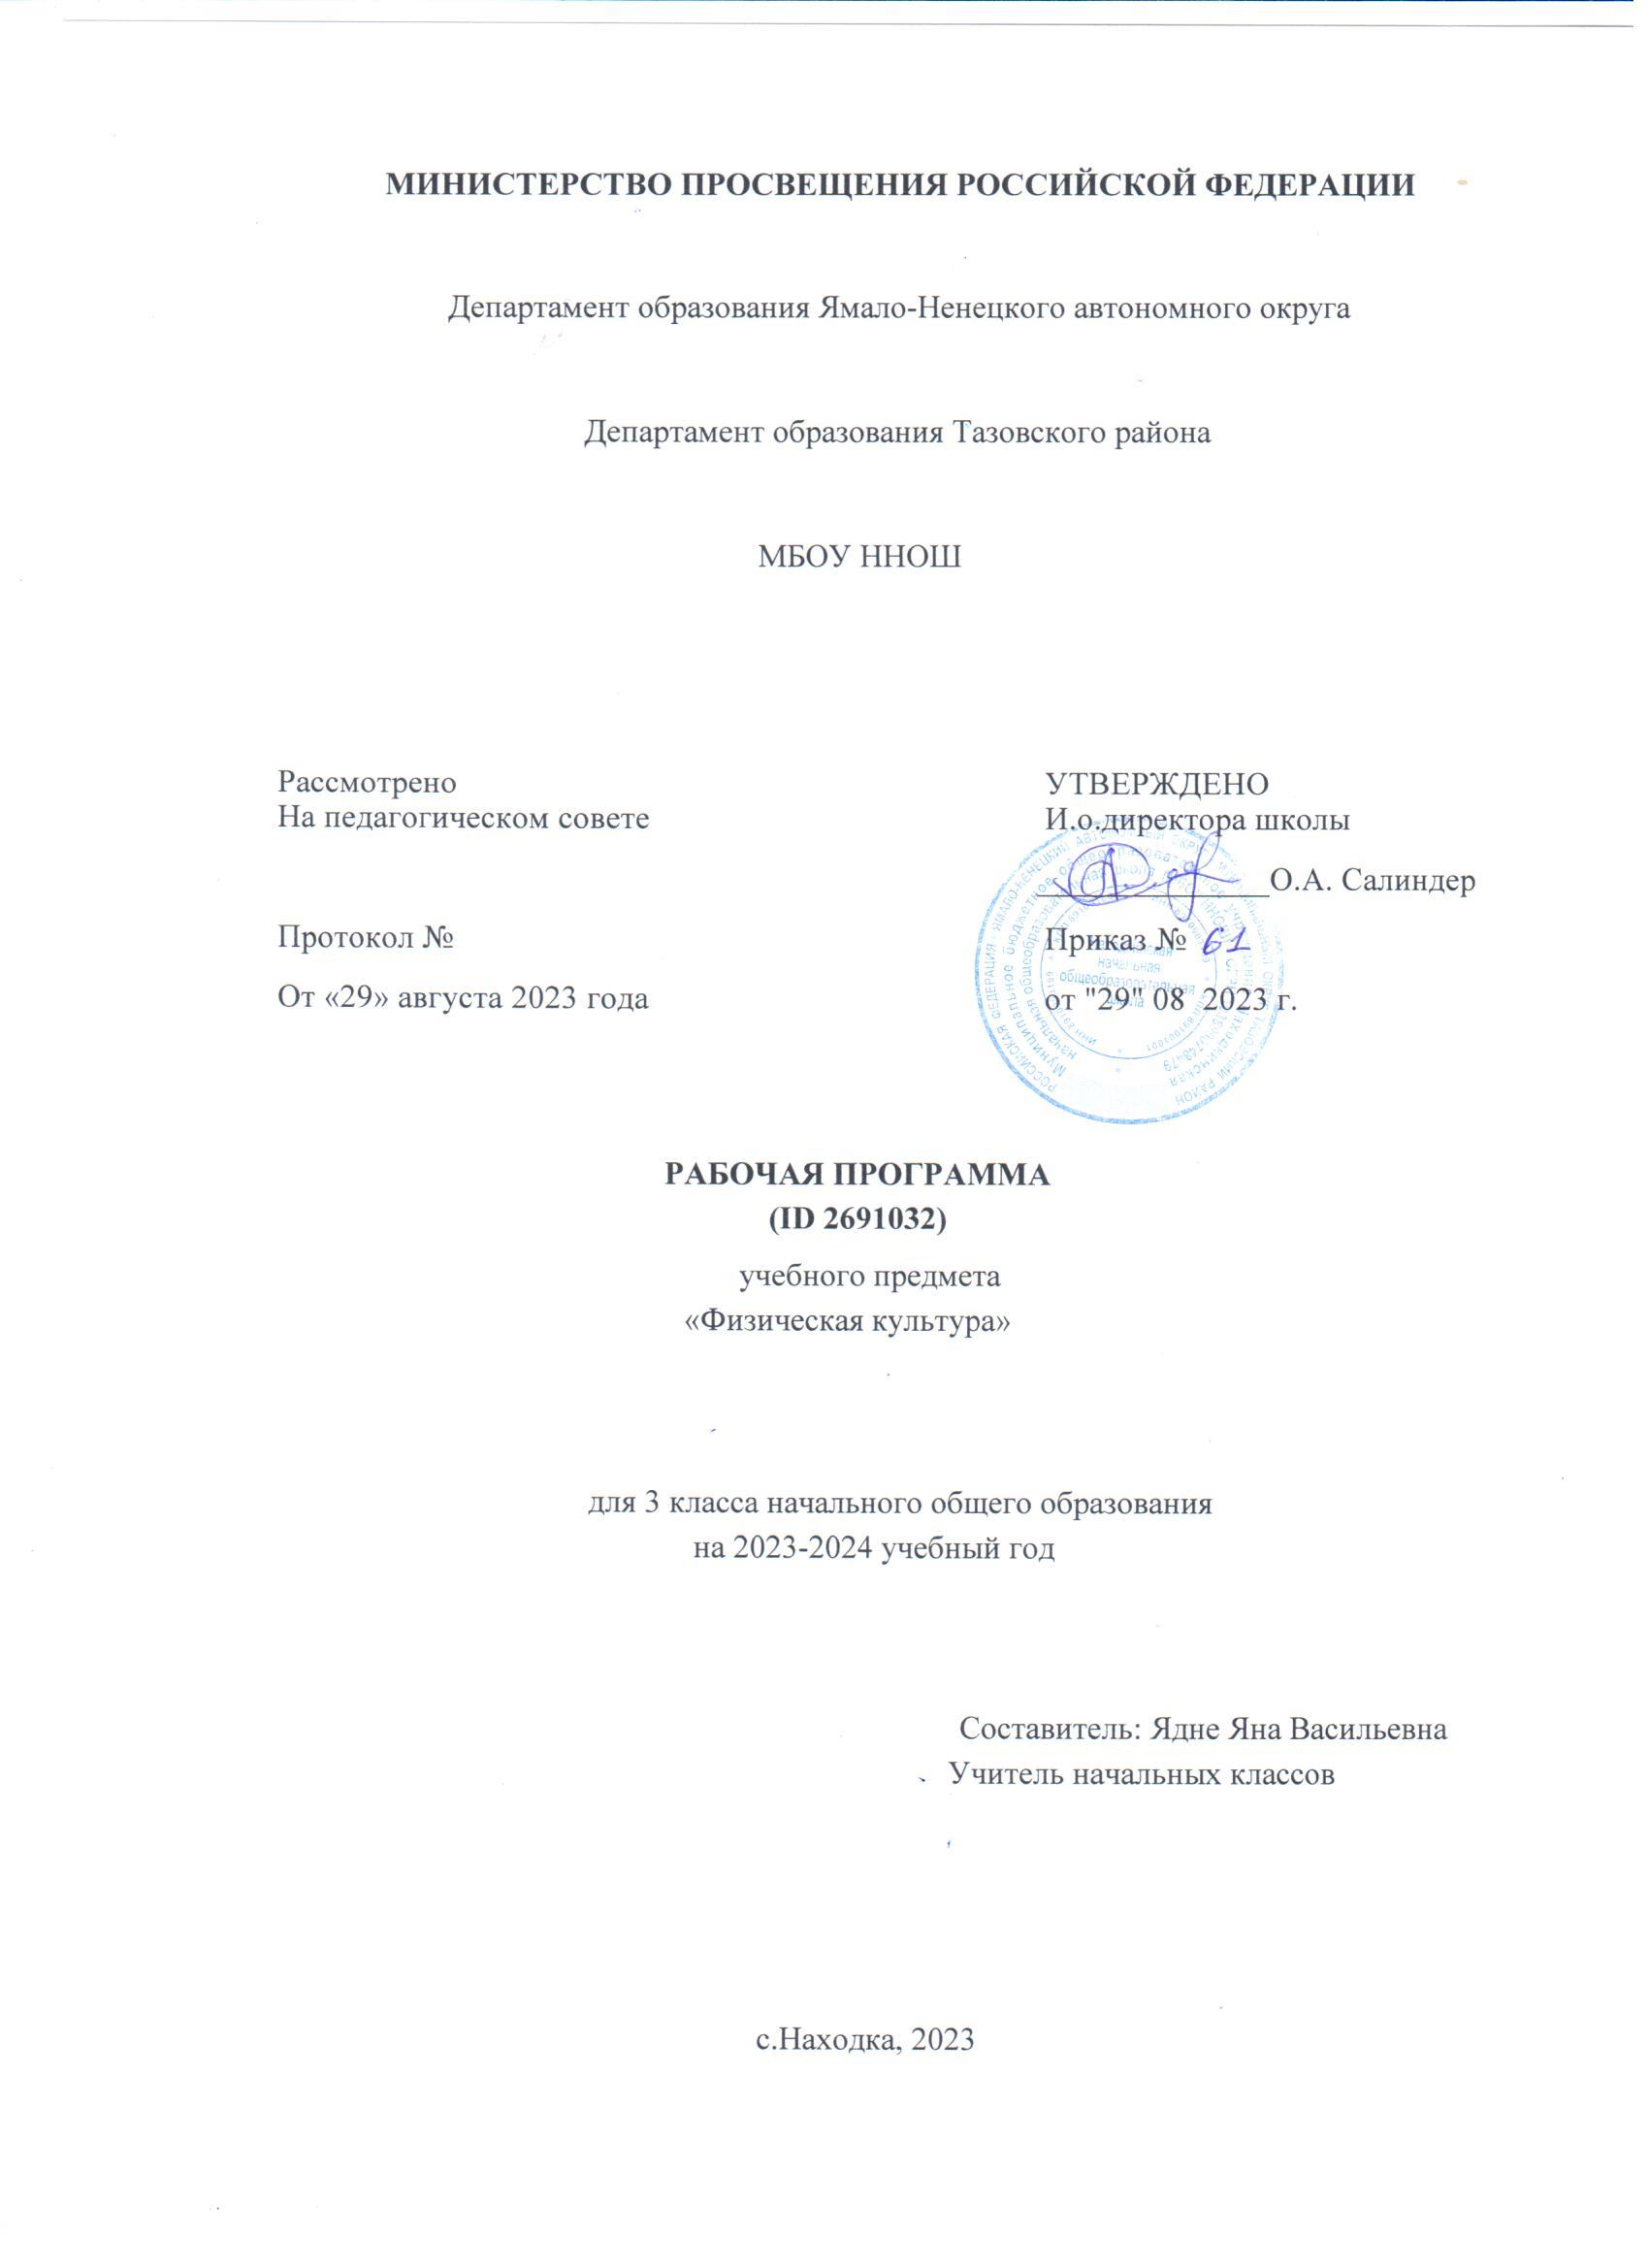 МИНИСТЕРСТВО ПРОСВЕЩЕНИЯ РОССИЙСКОЙ ФЕДЕРАЦИИ
Департамент образования Ямало-Ненецкого автономного округа
Департамент образования Тазовского района
МБОУ ННОШ
Рассмотрено
На педагогическом совете
Протокол №
От «29» августа 2023 года
УТВЕРЖДЕНО
И.о.директора школы
О.А. Салиндер
Приказ № 61
от "29" 08 2023 г.
начальная
общеобразовательная
школа
РАБОЧАЯ ПРОГРАММА
(ID 2691032)
учебного предмета
«Физическая культура»
для 3 класса начального общего образования
на 2023-2024 учебный год
Составитель: Ядне Яна Васильевна
Учитель начальных классов
с.Находка, 2023